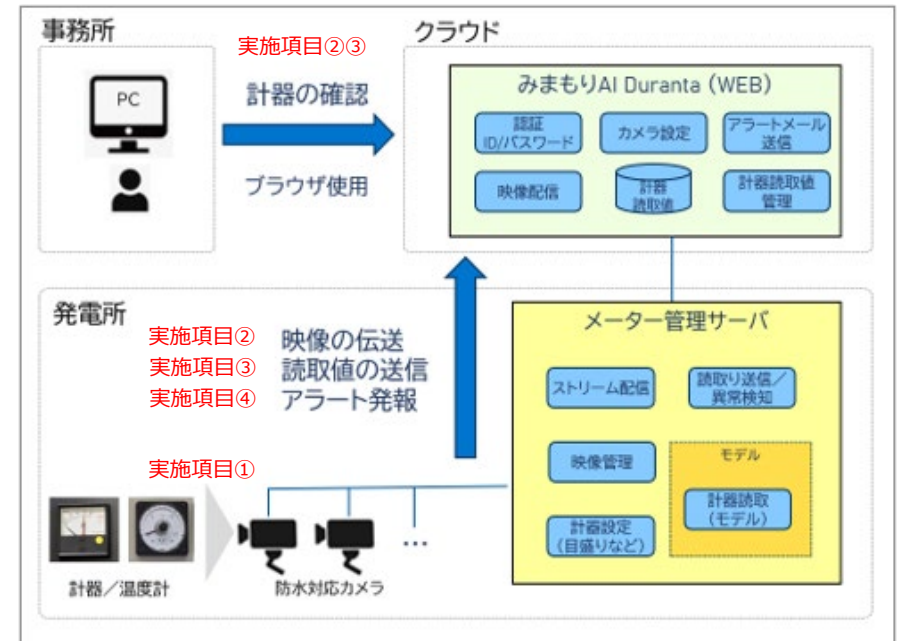 事務所
PC
実施項目②③
計器の確認
ブラウザ使用
クラウド
みまもりAI Duranta (WEB)
認証
ID/パスワード
カメラ設定
アラートメール
送信
映像配信
計器
読取値
計器読取値
管理
発電所
実施項目② 映像の伝送
実施項目③ 読取値の送信
実施項目④ アラート発報
実施項目①
計器／温度計
防水対応カメラ
…
メーター管理サーバ
ストリーム配信
読取り送信／
異常検知
映像管理
モデル
計器読取
(モデル)
計器設定
(目盛りなど)